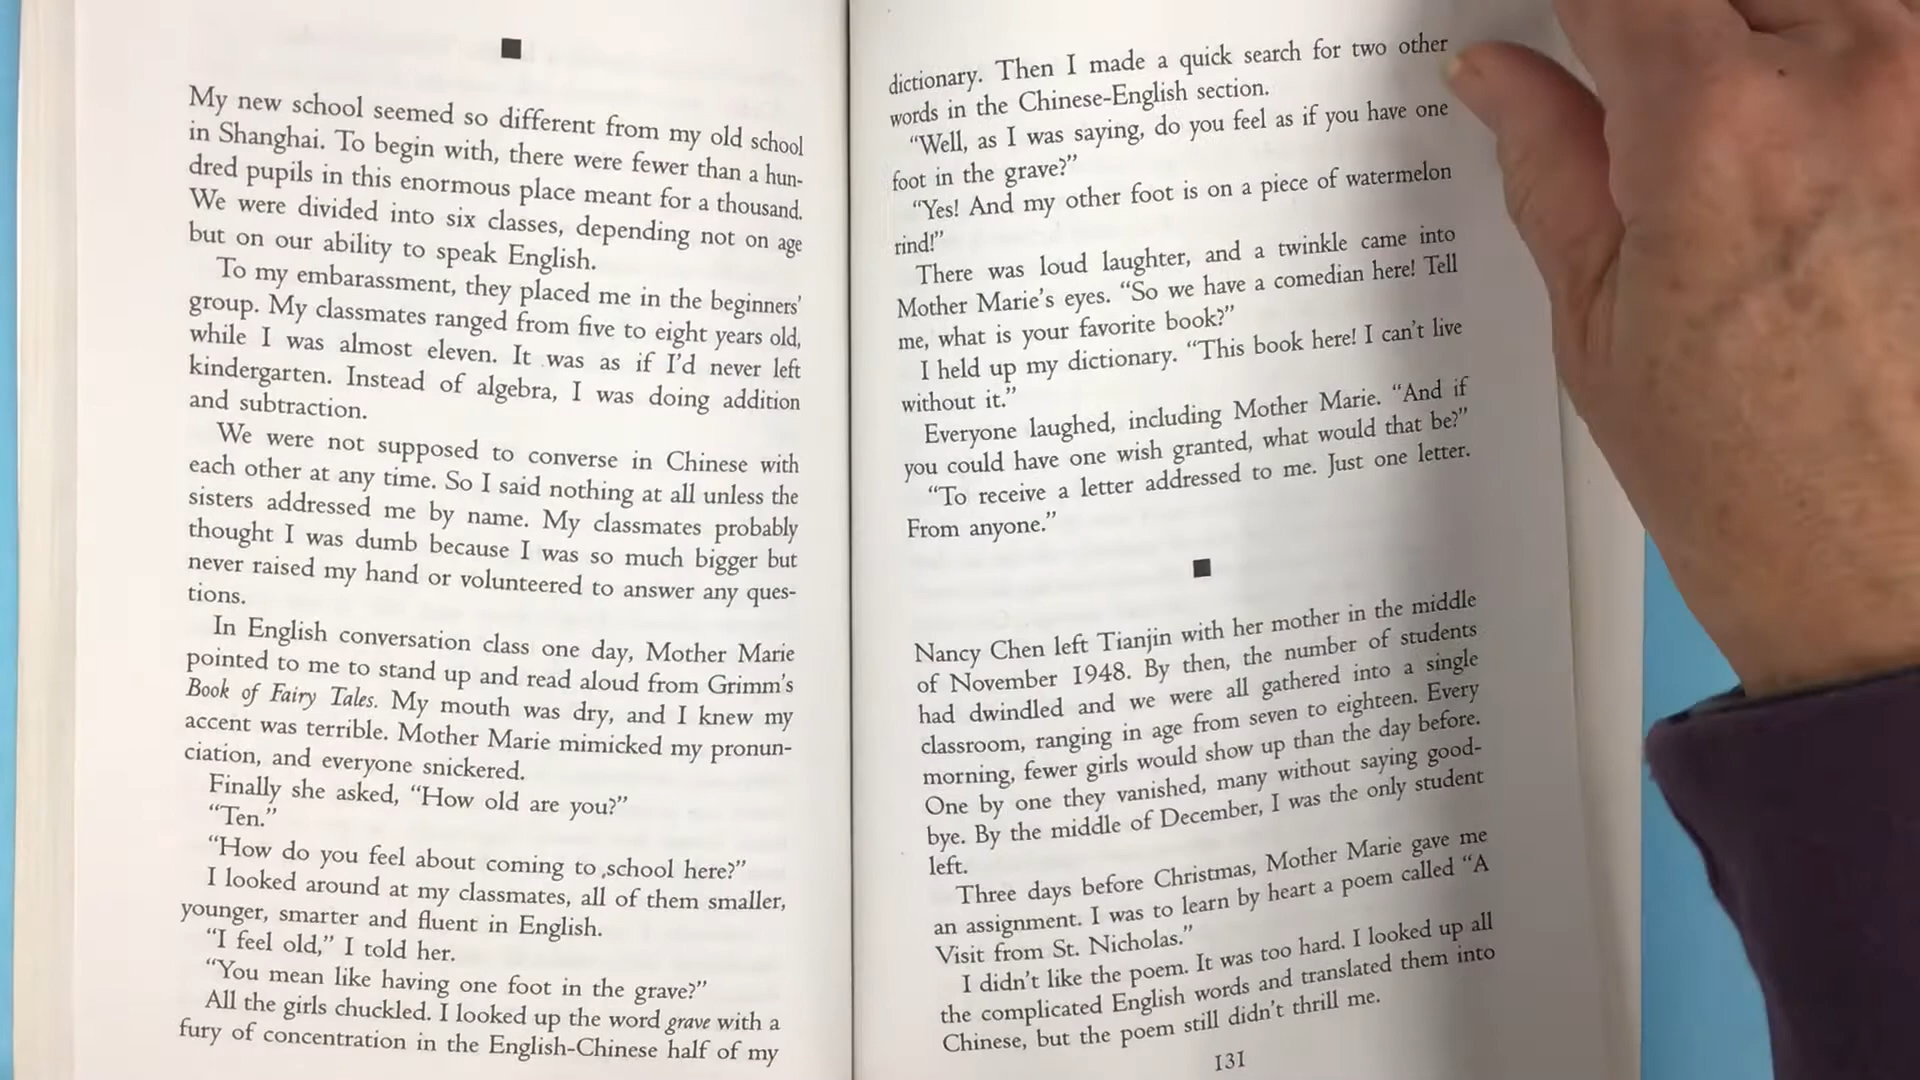 My new school seemed so different from my old school
in Shanghai. To begin with, there were fewer than a hun-
dred pupils in this enormous place meant for a thousand.
We were divided into six classes, depending not on age
but on our ability to speak English.
To my embarassment, they placed me in the beginners'
group. My classmates ranged from five to eight years old,
while I was almost eleven. It was as if I'd never left
kindergarten. Instead of algebra, I was doing addition
and subtraction.
We were not supposed to converse in Chinese with
each other at any time. So I said nothing at all unless the
sisters addressed me by name. My classmates probably
thought I was dumb because I was so much bigger but
never raised my hand or volunteered to answer any ques-
tions.
In English conversation class one day, Mother Marie
pointed to me to stand up and read aloud from Grimm's
Book of Fairy Tales. My mouth was dry, and I knew my
accent was terrible. Mother Marie mimicked my pronun-
ciation, and everyone snickered.
Finally she asked, “How old are you?”
“Ten.”
“How do you feel about coming to school here?”
I looked around at my classmates, all of them smaller,
younger, smarter and fluent in English.
“I feel old,” I told her.
“You mean like having one foot in the grave?”
All the girls chuckled. I looked up the word grave with a
fury of concentration in the English-Chinese half of my
dictionary. Then I made a quick search for two other
words in the Chinese-English section.
“Well, as I was saying, do you feel as if you have one
foot in the grave?”
“Yes! And my other foot is on a piece of watermelon
rind!”
There was loud laughter, and a twinkle came into
Mother Marie's eyes. “So we have a comedian here! Tell
me, what is your favorite book?”
I held up my dictionary. “This book here! I can't live
without it.”
Everyone laughed, including Mother Marie. “And if
you could have one wish granted, what would that be?”
“To receive a letter addressed to me. Just one letter.
From anyone.”
Nancy Chen left Tianjin with her mother in the middle
of November 1948. By then, the number of students
had dwindled and we were all gathered into a single
classroom, ranging in age from seven to eighteen. Every
morning, fewer girls would show up than the day before.
One by one they vanished, many without saying good-
bye. By the middle of December, I was the only student
left.
Three days before Christmas, Mother Marie gave me
an assignment. I was to learn by heart a poem called “A
Visit from St. Nicholas.”
I didn't like the poem. It was too hard. I looked up all
the complicated English words and translated them into
Chinese, but the poem still didn't thrill me.
131